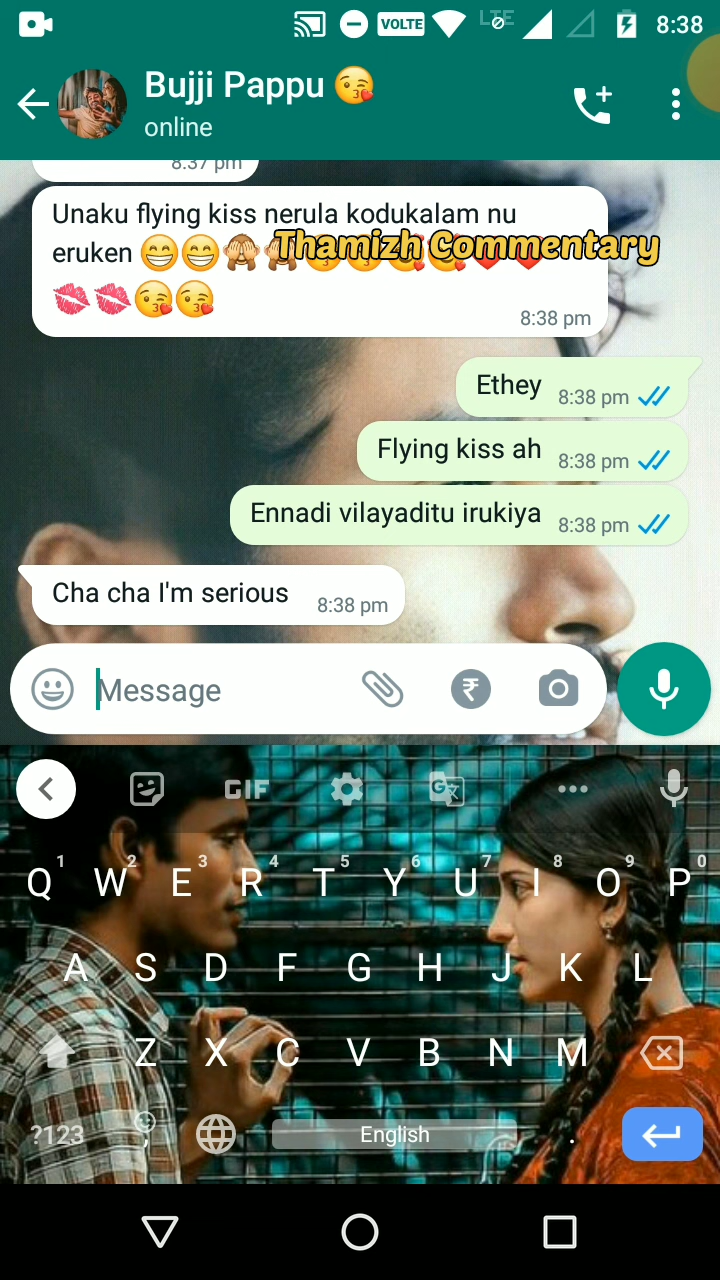 VOLTE LTE 8:38
Bujji Pappu 😘
online
8:37 pm
Unaku flying kiss nerula kodukalam nu
eruken 😁😁🙈🙈😘😘🥰🥰❤️❤️
Thamizh Commentary
💋💋😘😘
8:38 pm
Ethey 8:38 pm
Flying kiss ah 8:38 pm
Ennadi vilayaditu irukiya 8:38 pm
Cha cha I'm serious 8:38 pm
Message ₹
GIF G
1 2 3 4 5 6 7 8 9 0
Q W E R T Y U I O P
A S D F G H J K L
Z X C V B N M
?123 , English .